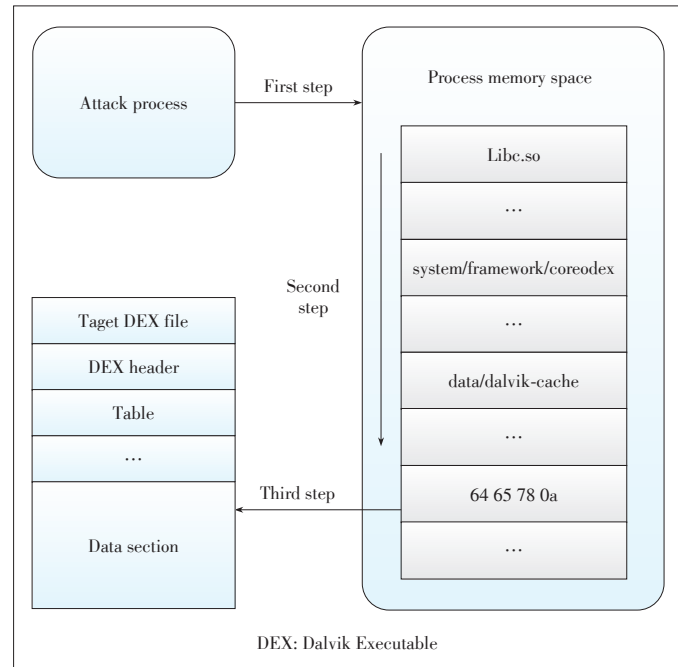 Attack process
First step
Process memory space
Libc.so
…
system/framework/coreodex
…
data/dalvik-cache
…
64 65 78 0a
…
Second
step
Taget DEX file
DEX header
Table
…
Data section
Third step
DEX: Dalvik Executable